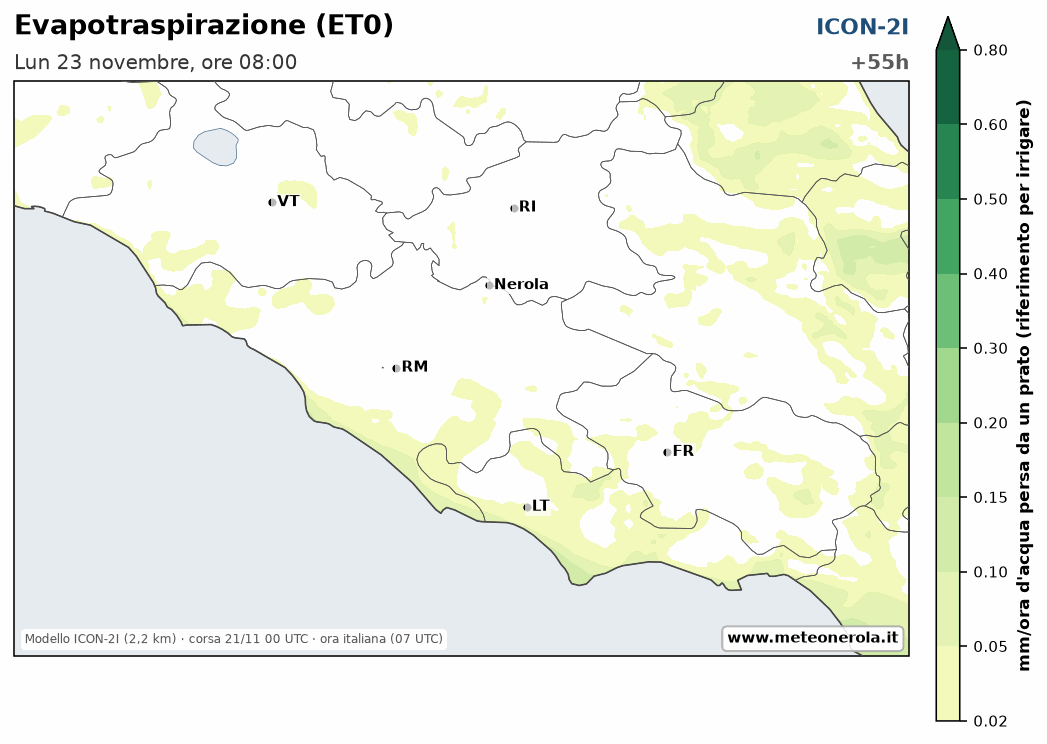 Evapotraspirazione (ET0)
ICON-2I
Lun 23 novembre, ore 08:00
+55h
VT
RI
Nerola
RM
FR
LT
Modello ICON-2I (2,2 km) · corsa 21/11 00 UTC · ora italiana (07 UTC)
www.meteonerola.it
0.80
0.60
0.50
0.40
0.30
0.20
0.15
0.10
0.05
0.02
mm/ora d'acqua persa da un prato (riferimento per irrigare)